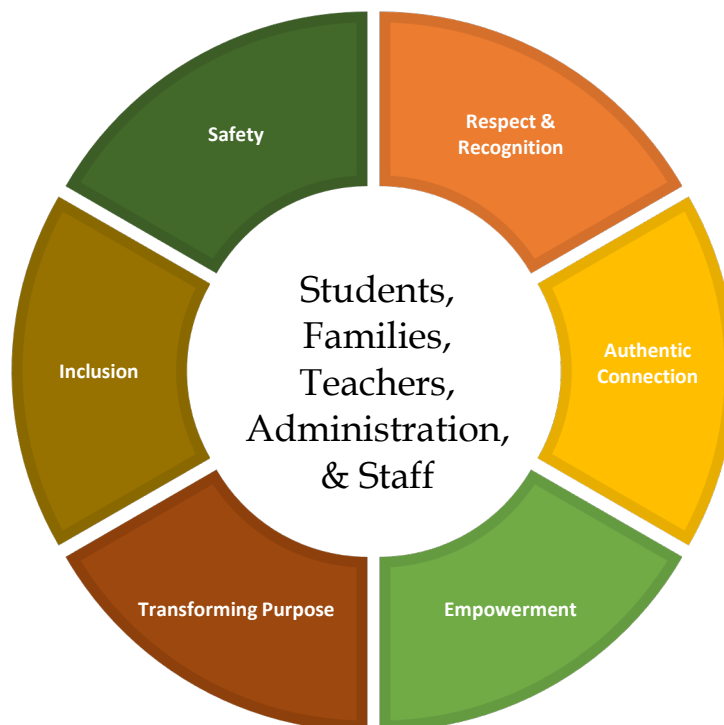 Safety
Respect &
Recognition
Inclusion
Students,
Families,
Teachers,
Administration,
& Staff
Authentic
Connection
Transforming Purpose
Empowerment